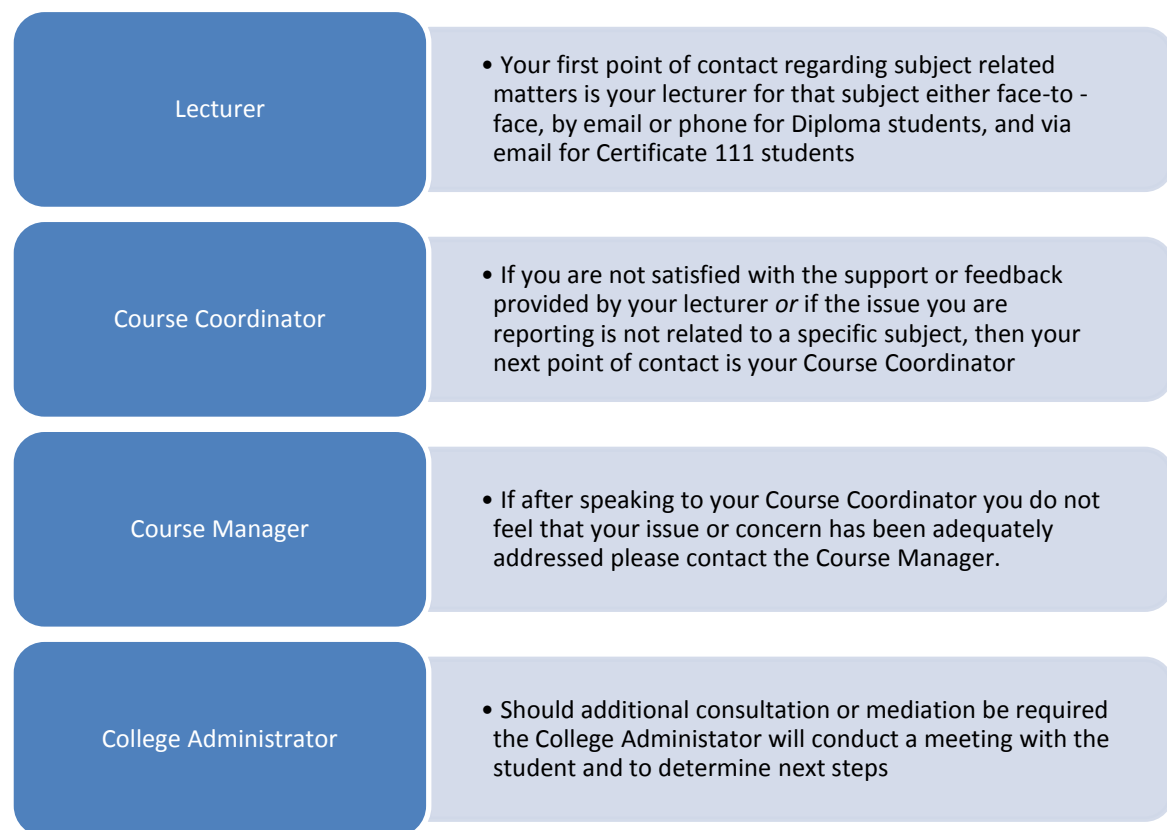 Lecturer
• Your first point of contact regarding subject related
matters is your lecturer for that subject either face-to -
face, by email or phone for Diploma students, and via
email for Certificate 111 students
Course Coordinator
• If you are not satisfied with the support or feedback
provided by your lecturer or if the issue you are
reporting is not related to a specific subject, then your
next point of contact is your Course Coordinator
Course Manager
• If after speaking to your Course Coordinator you do not
feel that your issue or concern has been adequately
addressed please contact the Course Manager.
College Administrator
• Should additional consultation or mediation be required
the College Administator will conduct a meeting with the
student and to determine next steps